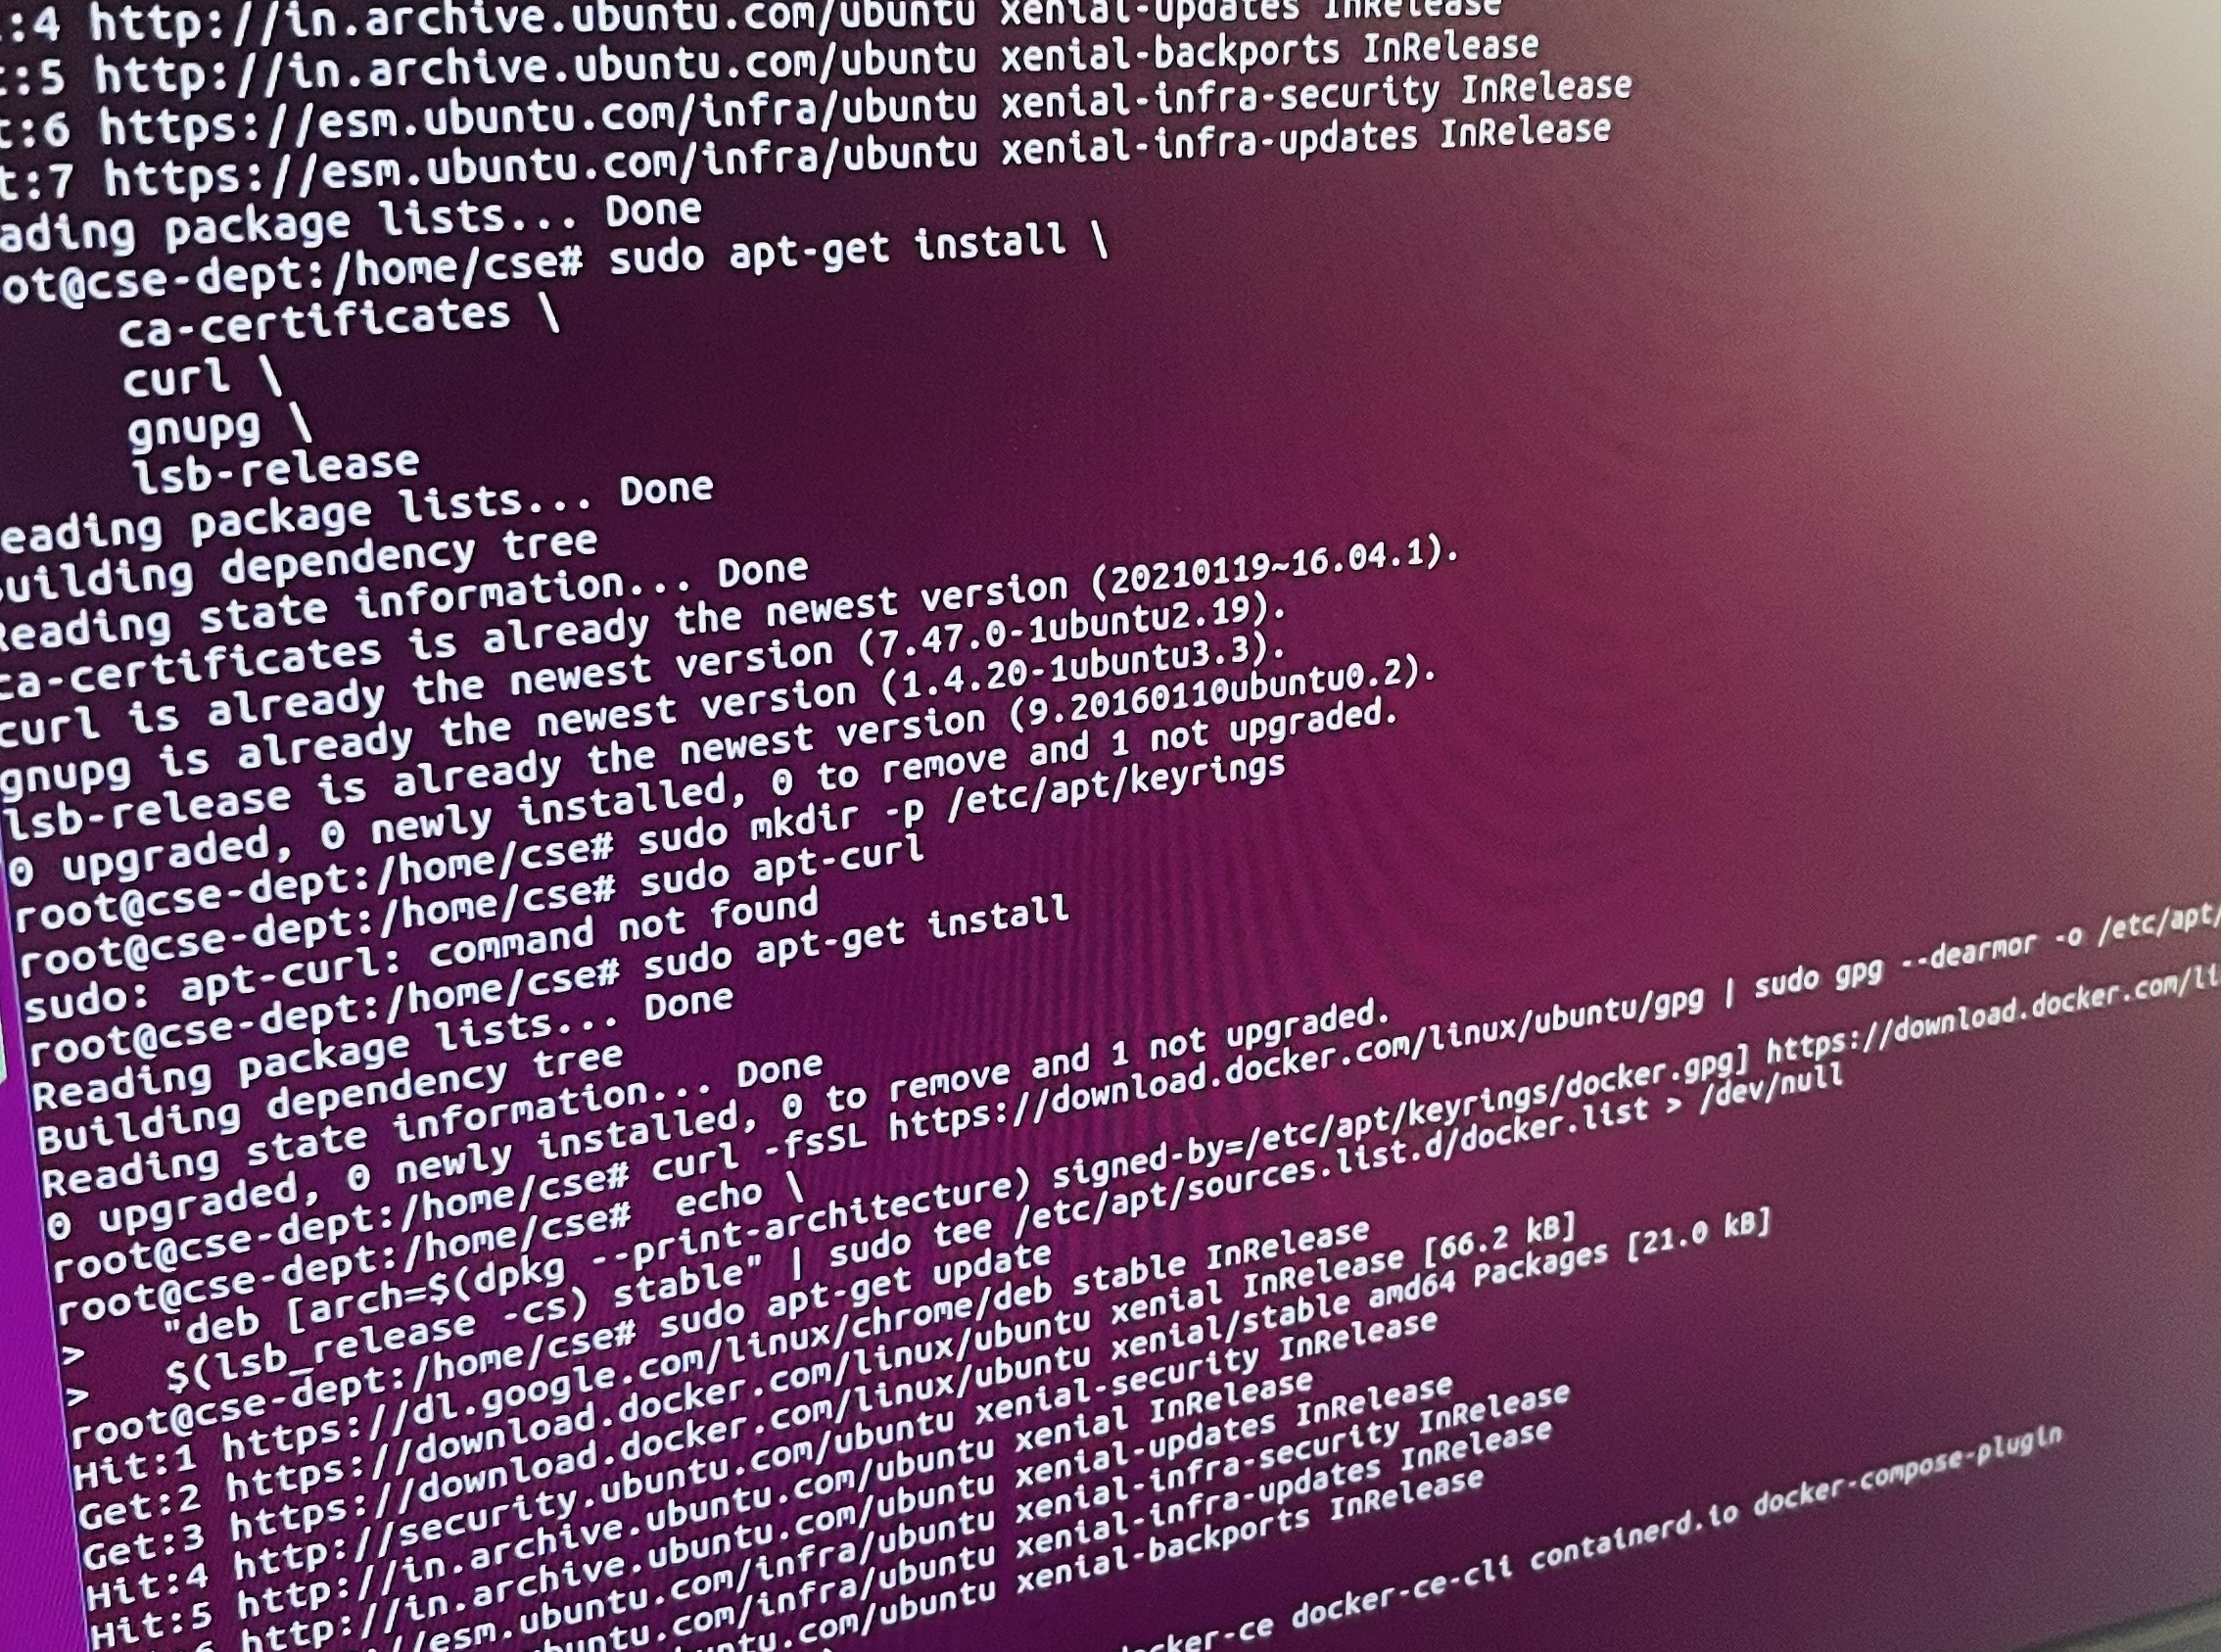 :4 http://in.archive.ubuntu.com/ubuntu xenial-updates InRelease
t:5 http://in.archive.ubuntu.com/ubuntu xenial-backports InRelease
t:6 https://esm.ubuntu.com/infra/ubuntu xenial-infra-security InRelease
t:7 https://esm.ubuntu.com/infra/ubuntu xenial-infra-updates InRelease
ading package lists... Done
ot@cse-dept:/home/cse# sudo apt-get install \
ca-certificates \
curl \
gnupg \
lsb-release
eading package lists... Done
uilding dependency tree
Reading state information... Done
ca-certificates is already the newest version (20210119~16.04.1).
curl is already the newest version (7.47.0-1ubuntu2.19).
gnupg is already the newest version (1.4.20-1ubuntu3.3).
lsb-release is already the newest version (9.20160110ubuntu0.2).
0 upgraded, 0 newly installed, 0 to remove and 1 not upgraded.
root@cse-dept:/home/cse# sudo mkdir -p /etc/apt/keyrings
root@cse-dept:/home/cse# sudo apt-curl
sudo: apt-curl: command not found
root@cse-dept:/home/cse# sudo apt-get install
Reading package lists... Done
Building dependency tree
Reading state information... Done
0 upgraded, 0 newly installed, 0 to remove and 1 not upgraded.
root@cse-dept:/home/cse# curl -fsSL https://download.docker.com/linux/ubuntu/gpg | sudo gpg --dearmor -o /etc/apt/
root@cse-dept:/home/cse#  echo \
> "deb [arch=$(dpkg --print-architecture) signed-by=/etc/apt/keyrings/docker.gpg] https://download.docker.com/li
> $(lsb_release -cs) stable" | sudo tee /etc/apt/sources.list.d/docker.list > /dev/null
root@cse-dept:/home/cse# sudo apt-get update
Hit:1 https://dl.google.com/linux/chrome/deb stable InRelease
Get:2 https://download.docker.com/linux/ubuntu xenial InRelease [66.2 kB]
Get:3 https://download.docker.com/linux/ubuntu xenial/stable amd64 Packages [21.0 kB]
Hit:4 http://security.ubuntu.com/ubuntu xenial-security InRelease
Hit:5 http://in.archive.ubuntu.com/ubuntu xenial InRelease
6 http://in.archive.ubuntu.com/ubuntu xenial-updates InRelease
//esm.ubuntu.com/infra/ubuntu xenial-infra-security InRelease
ubuntu.com/infra/ubuntu xenial-infra-updates InRelease
untu.com/ubuntu xenial-backports InRelease
ocker-ce docker-ce-cli containerd.io docker-compose-plugin